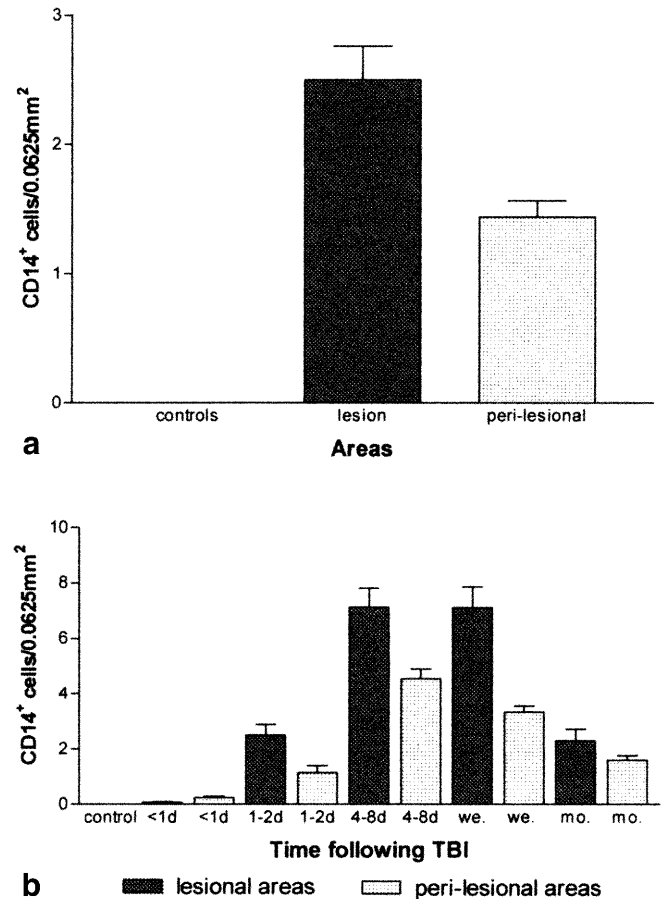 3
2
1
0
CD14+ cells/0.0625mm2
controls lesion peri-lesional
a Areas
10
8
6
4
2
0
CD14+ cells/0.0625mm2
control <1d <1d 1-2d 1-2d 4-8d 4-8d we. we. mo. mo.
Time following TBI
b lesional areas peri-lesional areas